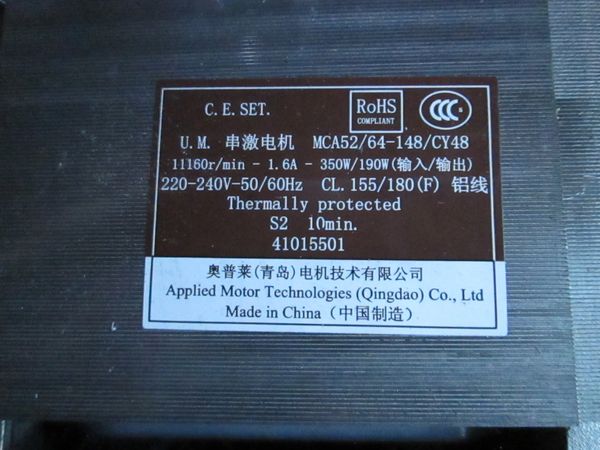 C.E.SET.
RoHS
COMPLIANT
CCC
U.M. 串激电机 MCA52/64-148/CY48
11160r/min - 1.6A - 350W/190W(输入/输出)
220-240V-50/60Hz CL.155/180(F) 铝线
Thermally protected
S2 10min.
41015501
奥普莱(青岛)电机技术有限公司
Applied Motor Technologies (Qingdao) Co., Ltd
Made in China（中国制造）